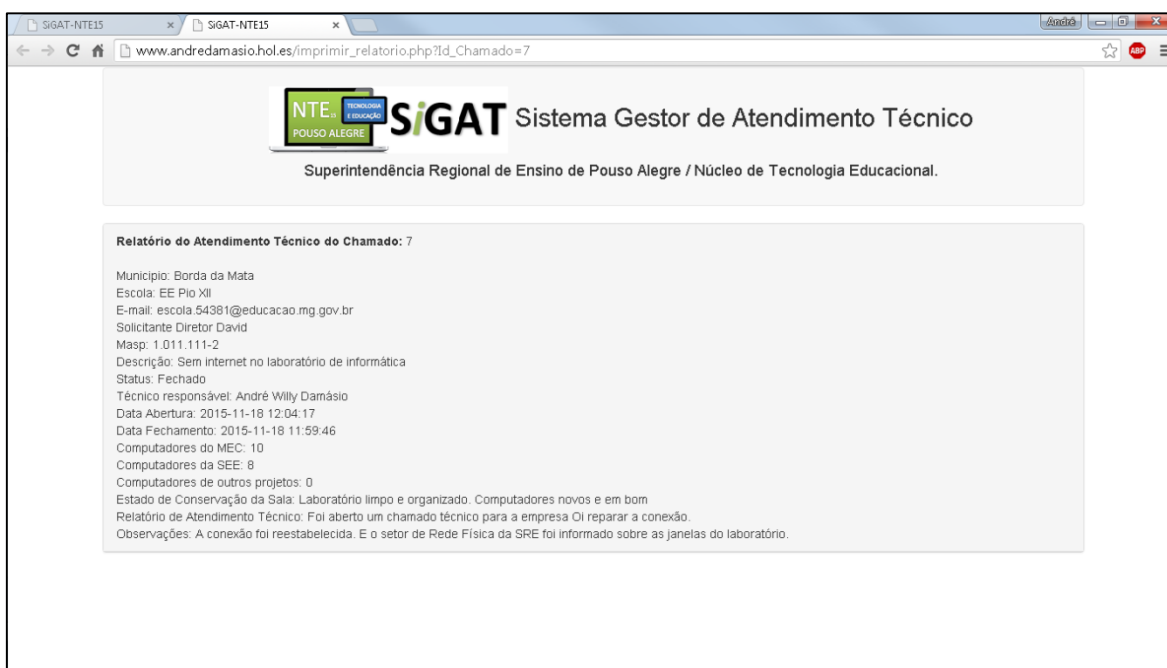 SiGAT-NTE15
SiGAT-NTE15
André
www.andredamasio.hol.es/imprimir_relatorio.php?Id_Chamado=7
ABP
NTE15 TECNOLOGIA E EDUCAÇÃO
POUSO ALEGRE
SiGAT Sistema Gestor de Atendimento Técnico
Superintendência Regional de Ensino de Pouso Alegre / Núcleo de Tecnologia Educacional.
Relatório do Atendimento Técnico do Chamado: 7
Municipio: Borda da Mata
Escola: EE Pio XII
E-mail: escola.54381@educacao.mg.gov.br
Solicitante Diretor David
Masp: 1.011.111-2
Descrição: Sem internet no laboratório de informática
Status: Fechado
Técnico responsável: André Willy Damásio
Data Abertura: 2015-11-18 12:04:17
Data Fechamento: 2015-11-18 11:59:46
Computadores do MEC: 10
Computadores da SEE: 8
Computadores de outros projetos: 0
Estado de Conservação da Sala: Laboratório limpo e organizado. Computadores novos e em bom
Relatório de Atendimento Técnico: Foi aberto um chamado técnico para a empresa Oi reparar a conexão.
Observações: A conexão foi reestabelecida. E o setor de Rede Física da SRE foi informado sobre as janelas do laboratório.